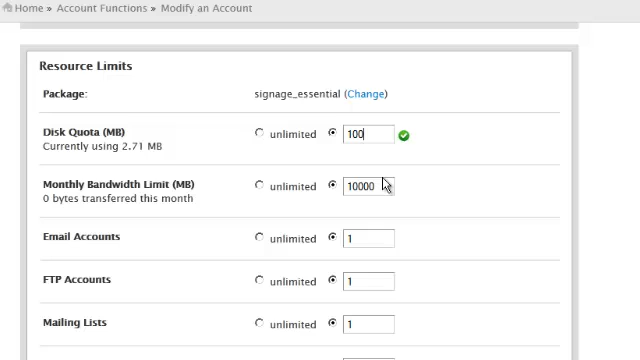 Home » Account Functions » Modify an Account
Resource Limits
Package: signage_essential (Change)
Disk Quota (MB) unlimited 100
Currently using 2.71 MB
Monthly Bandwidth Limit (MB) unlimited 10000
0 bytes transferred this month
Email Accounts unlimited 1
FTP Accounts unlimited 1
Mailing Lists unlimited 1